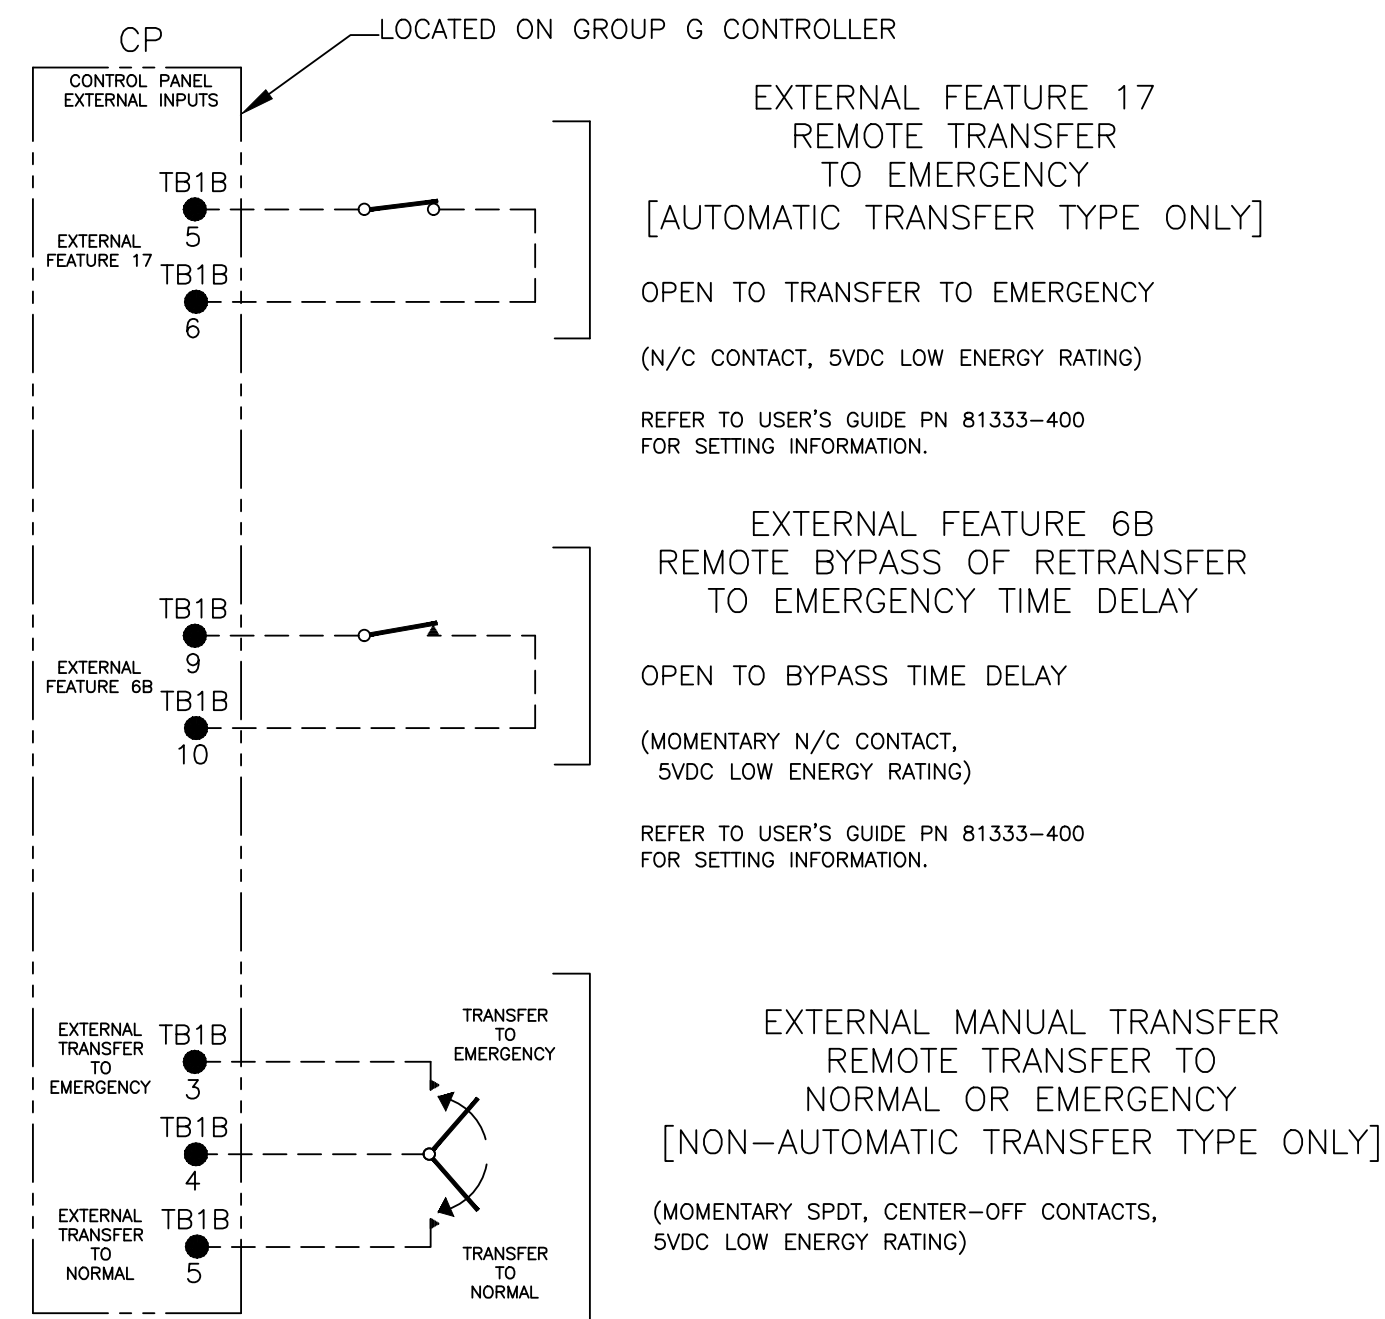 LOCATED ON GROUP G CONTROLLER
CP
CONTROL PANEL
EXTERNAL INPUTS
EXTERNAL FEATURE 17
REMOTE TRANSFER
TO EMERGENCY
[AUTOMATIC TRANSFER TYPE ONLY]
TB1B
5
EXTERNAL
FEATURE 17
TB1B
6
OPEN TO TRANSFER TO EMERGENCY
(N/C CONTACT, 5VDC LOW ENERGY RATING)
REFER TO USER'S GUIDE PN 81333-400
FOR SETTING INFORMATION.
EXTERNAL FEATURE 6B
REMOTE BYPASS OF RETRANSFER
TO EMERGENCY TIME DELAY
TB1B
9
EXTERNAL
FEATURE 6B
TB1B
10
OPEN TO BYPASS TIME DELAY
(MOMENTARY N/C CONTACT,
5VDC LOW ENERGY RATING)
REFER TO USER'S GUIDE PN 81333-400
FOR SETTING INFORMATION.
EXTERNAL
TRANSFER
TO
EMERGENCY
TB1B
3
TRANSFER
TO
EMERGENCY
TB1B
4
EXTERNAL
TRANSFER
TO
NORMAL
TB1B
5
TRANSFER
TO
NORMAL
EXTERNAL MANUAL TRANSFER
REMOTE TRANSFER TO
NORMAL OR EMERGENCY
[NON-AUTOMATIC TRANSFER TYPE ONLY]
(MOMENTARY SPDT, CENTER-OFF CONTACTS,
5VDC LOW ENERGY RATING)